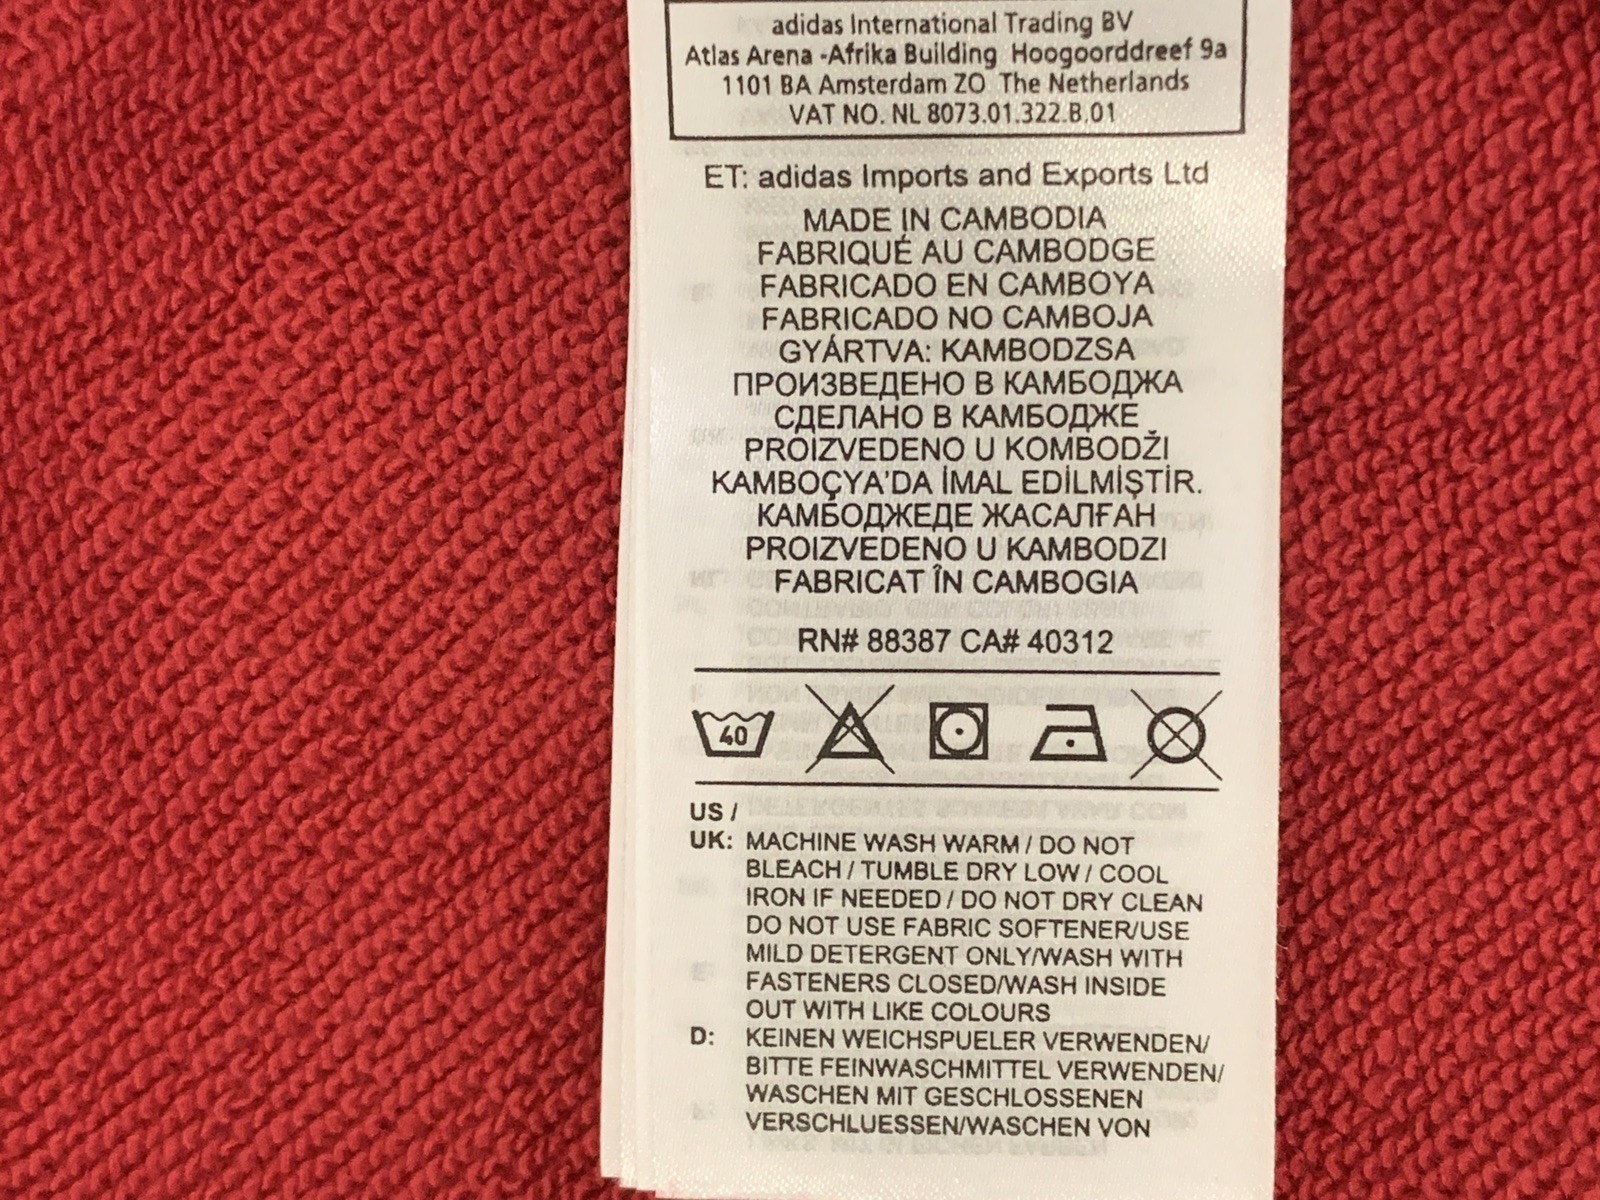 adidas International Trading BV
Atlas Arena -Afrika Building Hoogoorddreef 9a
1101 BA Amsterdam ZO The Netherlands
VAT NO. NL 8073.01.322.B.01
ET: adidas Imports and Exports Ltd
MADE IN CAMBODIA
FABRIQUÉ AU CAMBODGE
FABRICADO EN CAMBOYA
FABRICADO NO CAMBOJA
GYÁRTVA: KAMBODZSA
ПРОИЗВЕДЕНО В КАМБОДЖА
СДЕЛАНО В КАМБОДЖЕ
PROIZVEDENO U KOMBODŽI
KAMBOÇYA'DA İMAL EDİLMİŞTİR.
КАМБОДЖЕДЕ ЖАСАЛҒАН
PROIZVEDENO U KAMBODZI
FABRICAT ÎN CAMBOGIA
RN# 88387 CA# 40312
40
US /
UK: MACHINE WASH WARM / DO NOT
BLEACH / TUMBLE DRY LOW / COOL
IRON IF NEEDED / DO NOT DRY CLEAN
DO NOT USE FABRIC SOFTENER/USE
MILD DETERGENT ONLY/WASH WITH
FASTENERS CLOSED/WASH INSIDE
OUT WITH LIKE COLOURS
D: KEINEN WEICHSPUELER VERWENDEN/
BITTE FEINWASCHMITTEL VERWENDEN/
WASCHEN MIT GESCHLOSSENEN
VERSCHLUESSEN/WASCHEN VON